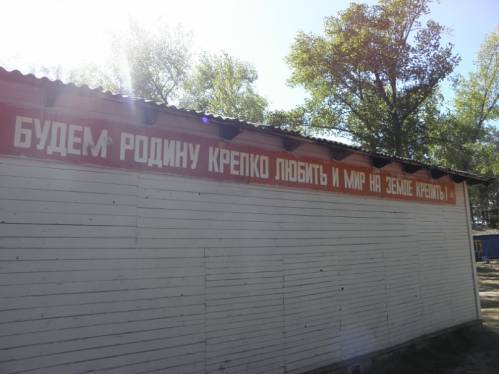 БУДЕМ РОДИНУ КРЕПКО ЛЮБИТЬ И МИР НА ЗЕМЛЕ КРЕПИТЬ!